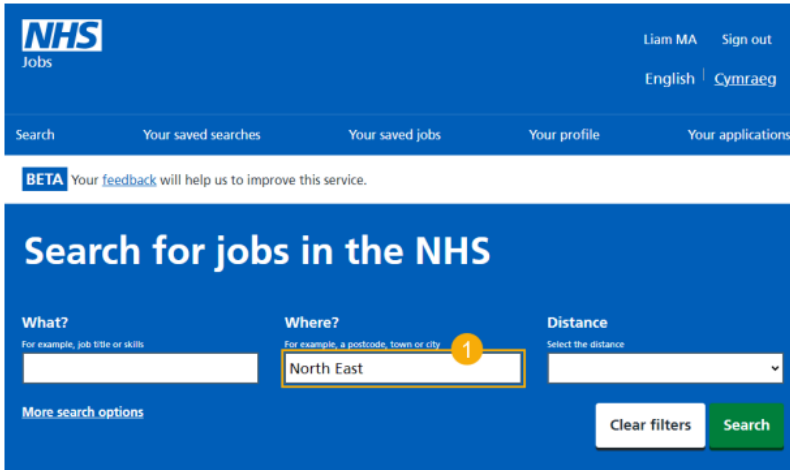 NHS
Jobs
Liam MA Sign out
English Cymraeg
Search Your saved searches Your saved jobs Your profile Your applications
BETA Your feedback will help us to improve this service.
Search for jobs in the NHS
What? Where? Distance
For example, job title or skills For example, a postcode, town or city Select the distance
1
North East
More search options
Clear filters Search